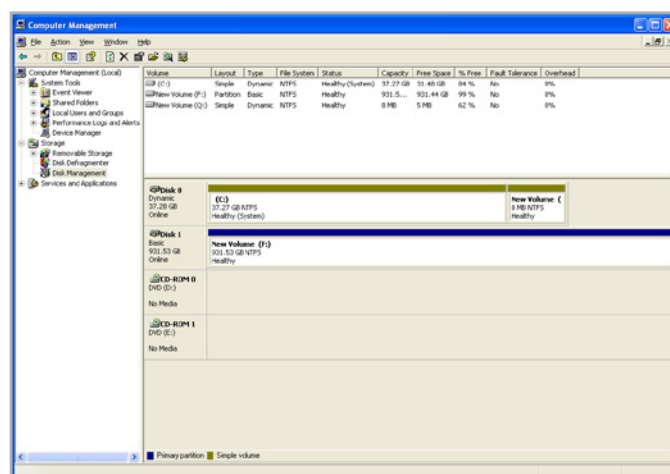 Computer Management
File Action View Window Help
Computer Management (Local)
System Tools
Event Viewer
Shared Folders
Local Users and Groups
Performance Logs and Alerts
Device Manager
Storage
Removable Storage
Disk Defragmenter
Disk Management
Services and Applications
Volume Layout Type File System Status Capacity Free Space % Free Fault Tolerance Overhead
(C:) Simple Dynamic NTFS Healthy (System) 37.27 GB 31.48 GB 84 % No 0%
New Volume (F:) Partition Basic NTFS Healthy 931.5... 931.44 GB 99 % No 0%
New Volume (Q:) Simple Dynamic NTFS Healthy 8 MB 5 MB 62 % No 0%
Disk 0
Dynamic
37.28 GB
Online
(C:)
37.27 GB NTFS
Healthy (System)
New Volume (
8 MB NTFS
Healthy
Disk 1
Basic
931.53 GB
Online
New Volume (F:)
931.53 GB NTFS
Healthy
CD-ROM 0
DVD (D:)
No Media
CD-ROM 1
DVD (E:)
No Media
Primary partition Simple volume